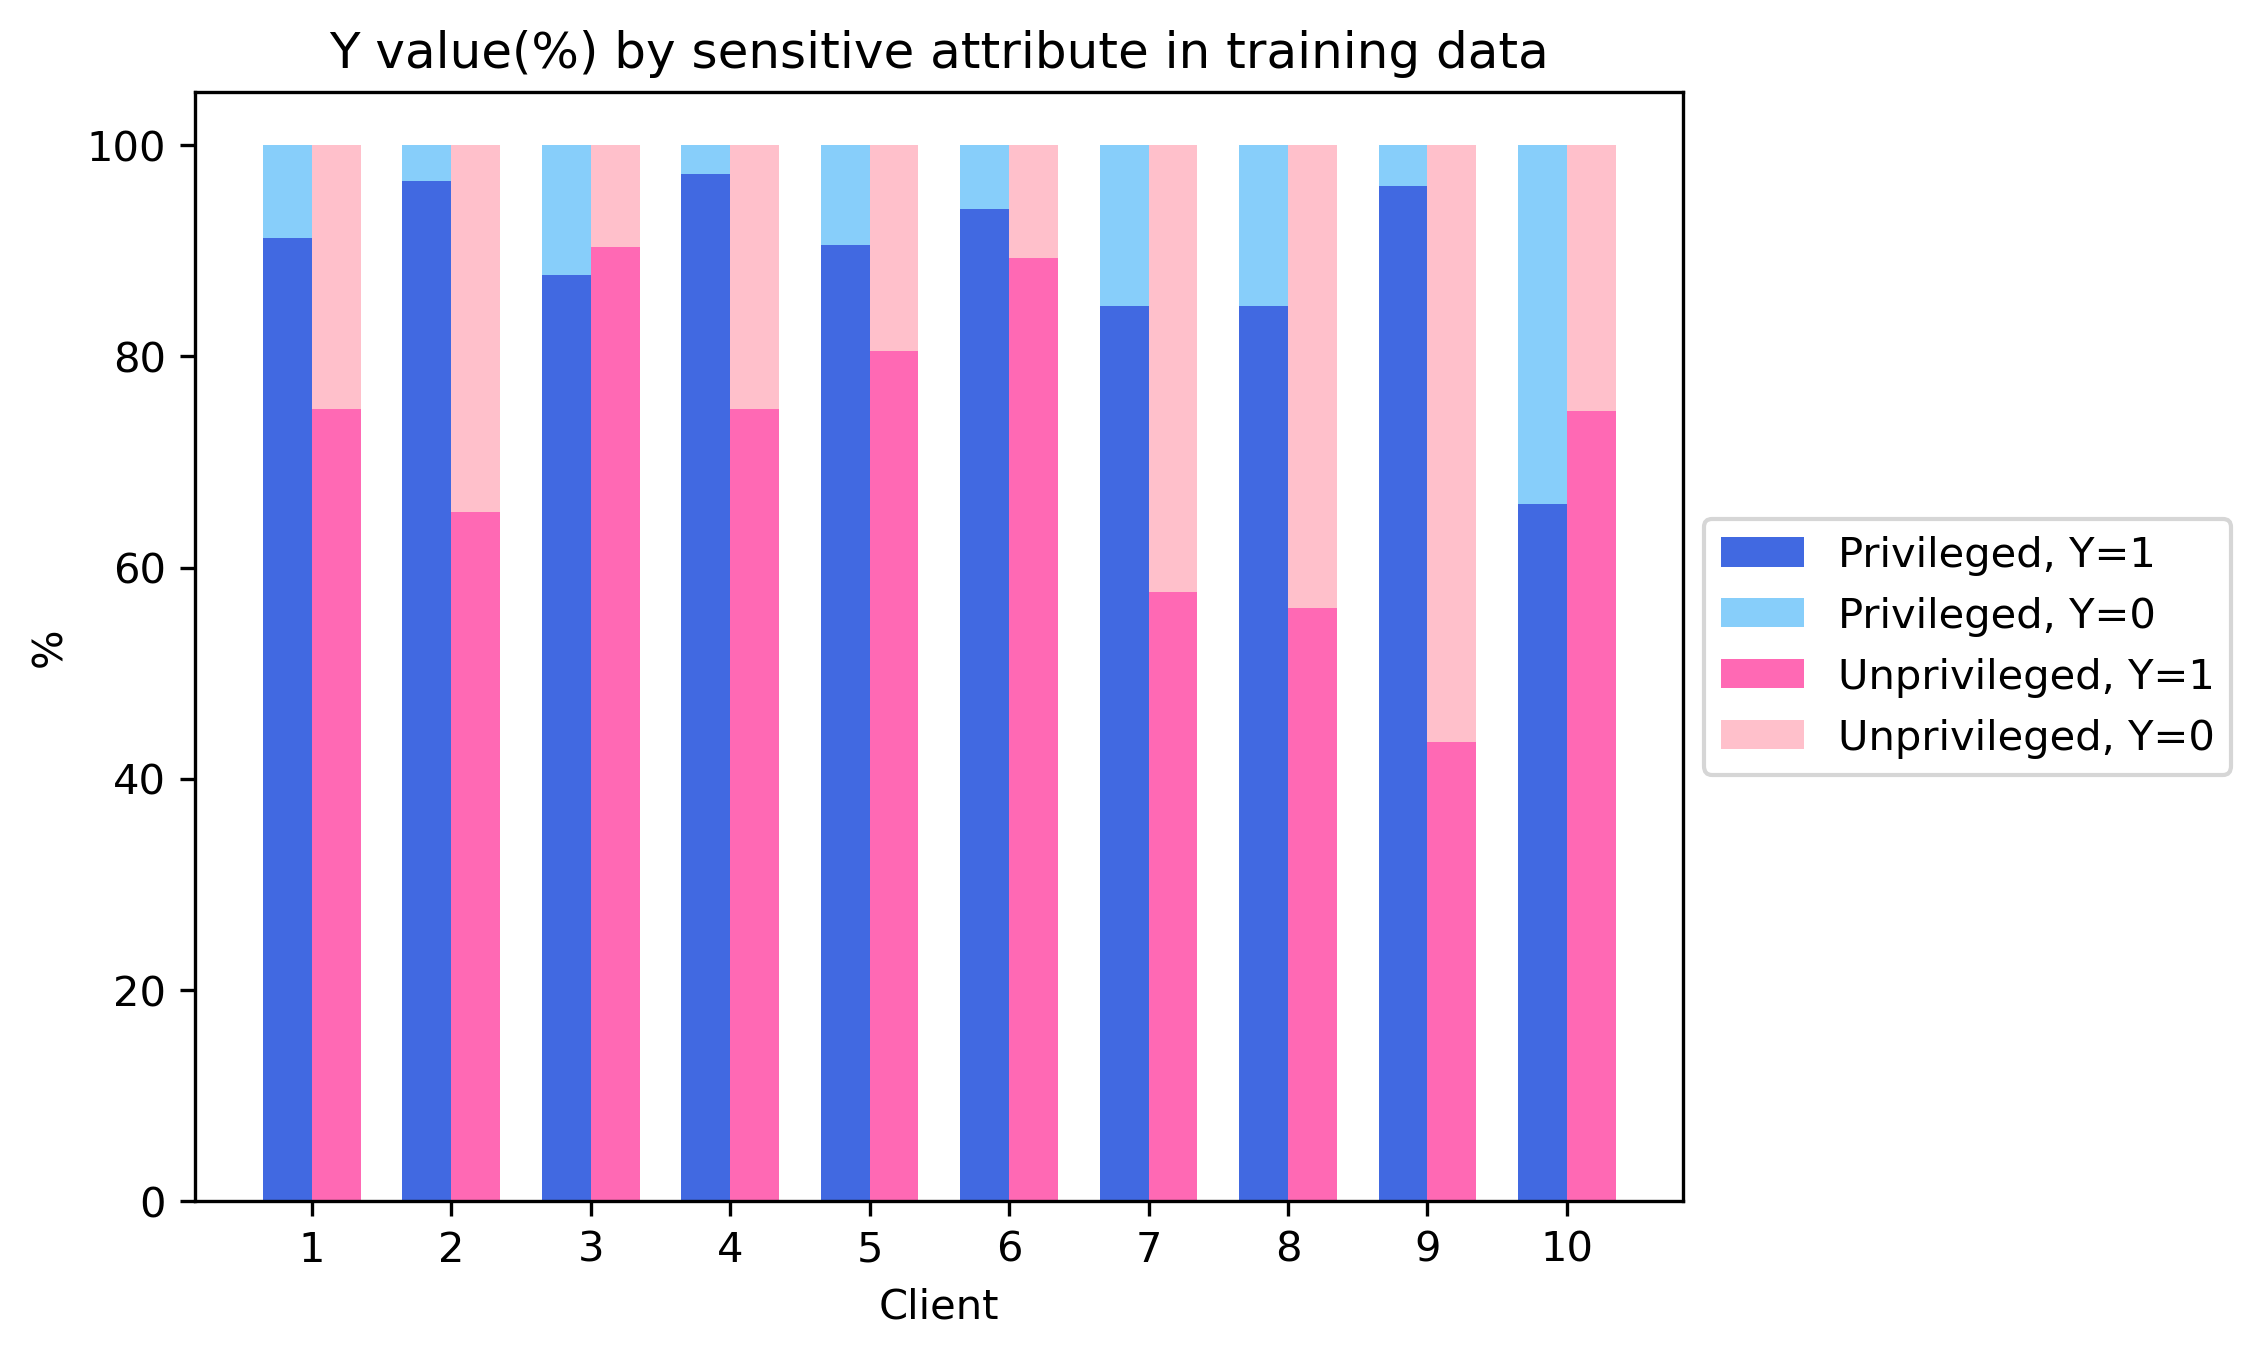 Y value(%) by sensitive attribute in training data
100
80
60
40
20
0
%
1 2 3 4 5 6 7 8 9 10
Client
Privileged, Y=1
Privileged, Y=0
Unprivileged, Y=1
Unprivileged, Y=0